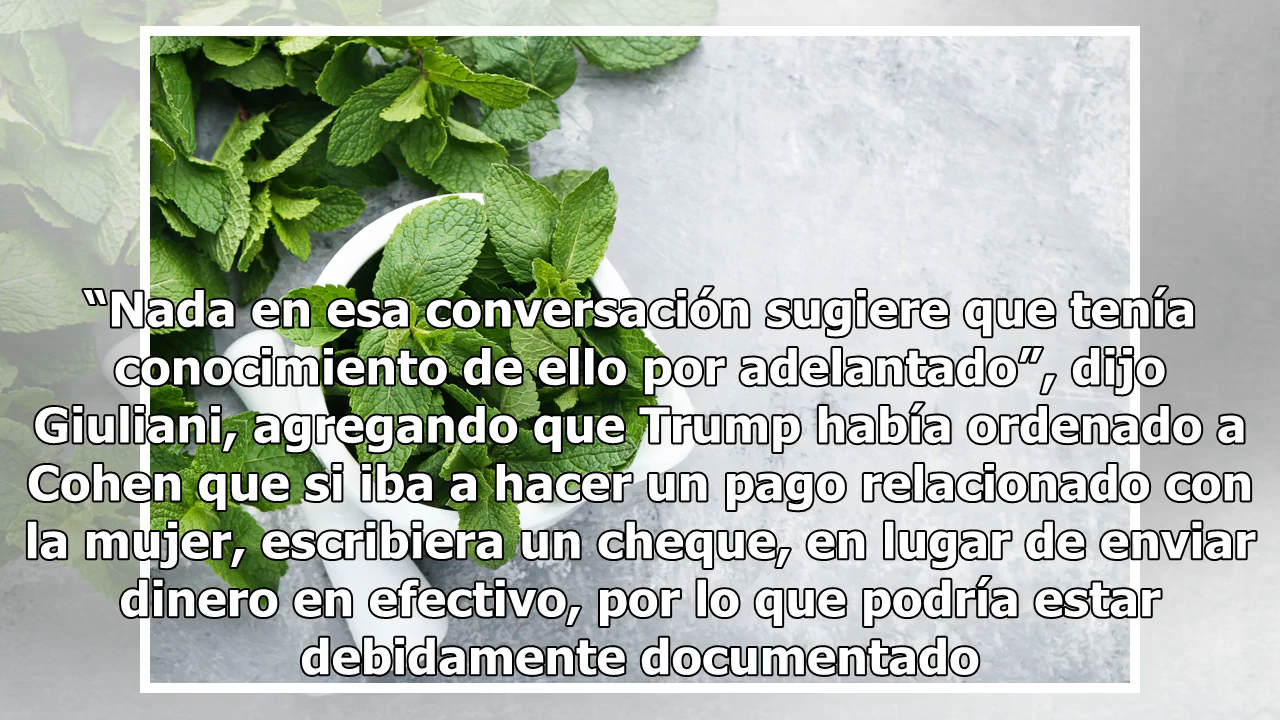 “Nada en esa conversación sugiere que tenía
conocimiento de ello por adelantado”, dijo
Giuliani, agregando que Trump había ordenado a
Cohen que si iba a hacer un pago relacionado con
la mujer, escribiera un cheque, en lugar de enviar
dinero en efectivo, por lo que podría estar
debidamente documentado